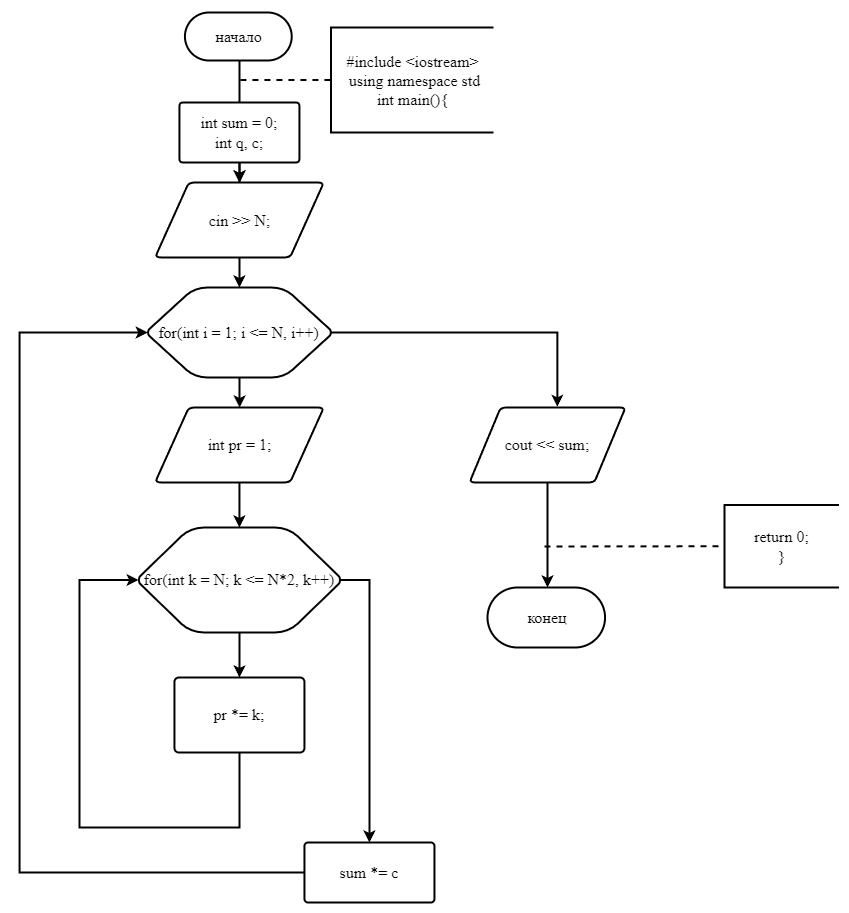 начало
#include <iostream>
using namespace std
int main(){
int sum = 0;
int q, c;
cin >> N;
for(int i = 1; i <= N, i++)
int pr = 1;
cout << sum;
return 0;
}
for(int k = N; k <= N*2, k++)
конец
pr *= k;
sum *= c